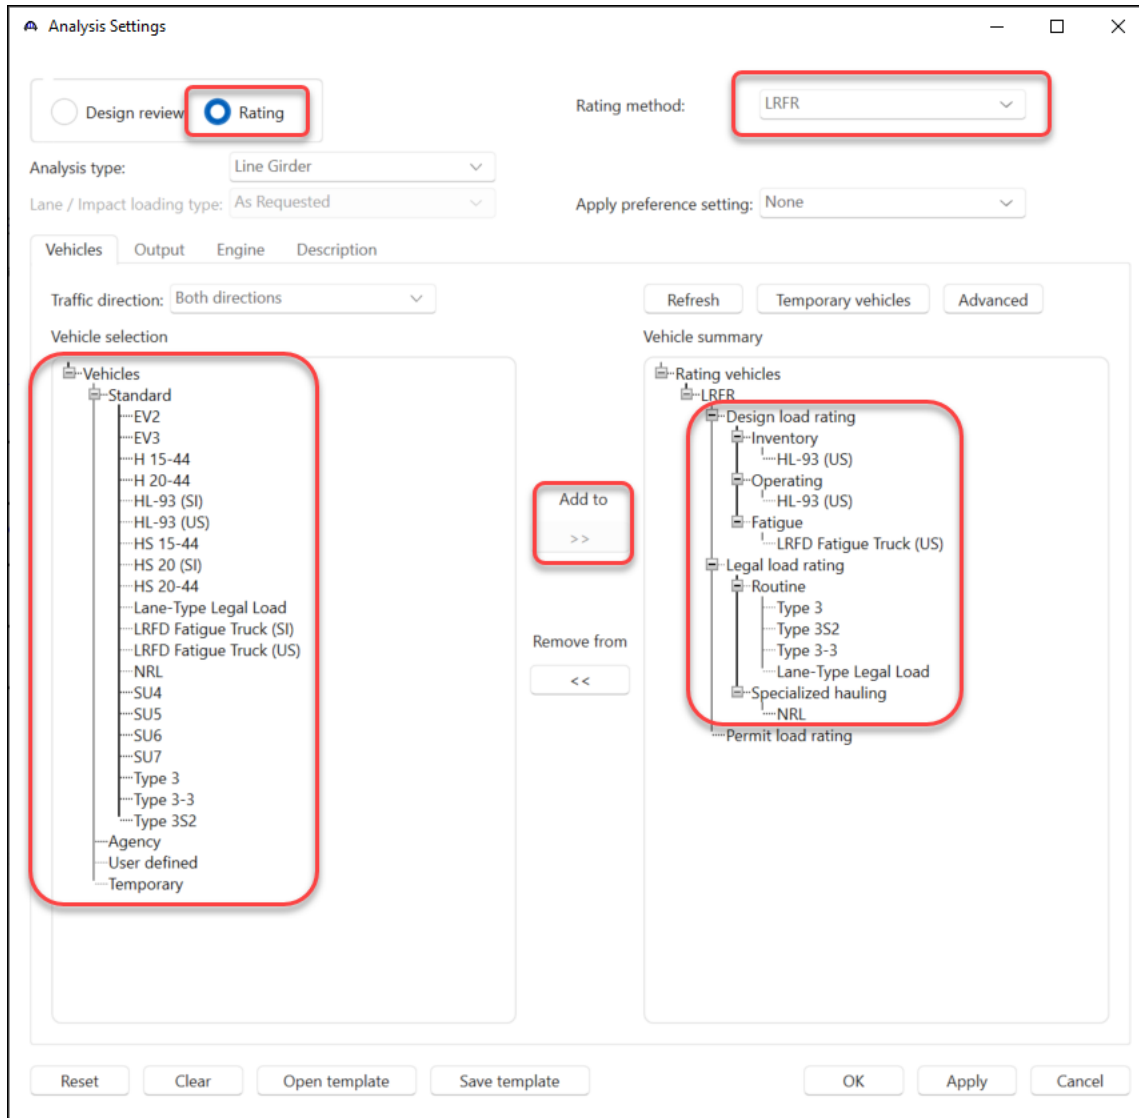 Analysis Settings
Design review Rating
Rating method: LRFR
Analysis type: Line Girder
Lane / Impact loading type: As Requested
Apply preference setting: None
Vehicles Output Engine Description
Traffic direction: Both directions
Refresh Temporary vehicles Advanced
Vehicle selection
Vehicles
Standard
EV2
EV3
H 15-44
H 20-44
HL-93 (SI)
HL-93 (US)
HS 15-44
HS 20 (SI)
HS 20-44
Lane-Type Legal Load
LRFD Fatigue Truck (SI)
LRFD Fatigue Truck (US)
NRL
SU4
SU5
SU6
SU7
Type 3
Type 3-3
Type 3S2
Agency
User defined
Temporary
Add to
>>
Remove from
<<
Vehicle summary
Rating vehicles
LRFR
Design load rating
Inventory
HL-93 (US)
Operating
HL-93 (US)
Fatigue
LRFD Fatigue Truck (US)
Legal load rating
Routine
Type 3
Type 3S2
Type 3-3
Lane-Type Legal Load
Specialized hauling
NRL
Permit load rating
Reset Clear Open template Save template OK Apply Cancel